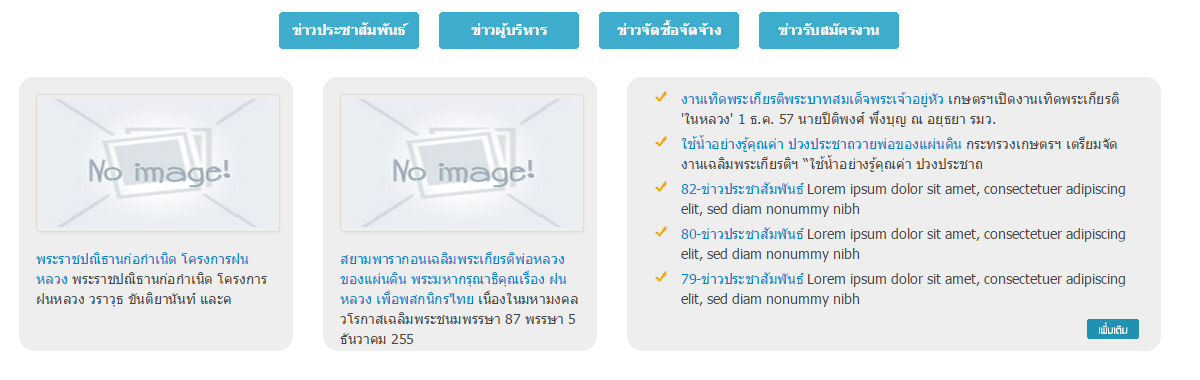 ข่าวประชาสัมพันธ์
ข่าวผู้บริหาร
ข่าวจัดซื้อจัดจ้าง
ข่าวรับสมัครงาน
No image!
พระราชปณิธานก่อกำเนิด โครงการฝน
หลวง พระราชปณิธานก่อกำเนิด โครงการ
ฝนหลวง วราวุธ ขันติยานันท์ และค
No image!
สยามพารากอนเฉลิมพระเกียรติพ่อหลวง
ของแผ่นดิน พระมหากรุณาธิคุณเรื่อง ฝน
หลวง เพื่อพสกนิกรไทย เนื่องในมหามงคล
วโรกาสเฉลิมพระชนมพรรษา 87 พรรษา 5
ธันวาคม 255
งานเทิดพระเกียรติพระบาทสมเด็จพระเจ้าอยู่หัว เกษตรฯเปิดงานเทิดพระเกียรติ
'ในหลวง' 1 ธ.ค. 57 นายปีติพงศ์ พึ่งบุญ ณ อยุธยา รมว.
ใช้น้ำอย่างรู้คุณค่า ปวงประชาถวายพ่อของแผ่นดิน กระทรวงเกษตรฯ เตรียมจัด
งานเฉลิมพระเกียรติฯ “ใช้น้ำอย่างรู้คุณค่า ปวงประชาถ
82-ข่าวประชาสัมพันธ์ Lorem ipsum dolor sit amet, consectetuer adipiscing
elit, sed diam nonummy nibh
80-ข่าวประชาสัมพันธ์ Lorem ipsum dolor sit amet, consectetuer adipiscing
elit, sed diam nonummy nibh
79-ข่าวประชาสัมพันธ์ Lorem ipsum dolor sit amet, consectetuer adipiscing
elit, sed diam nonummy nibh
เพิ่มเติม